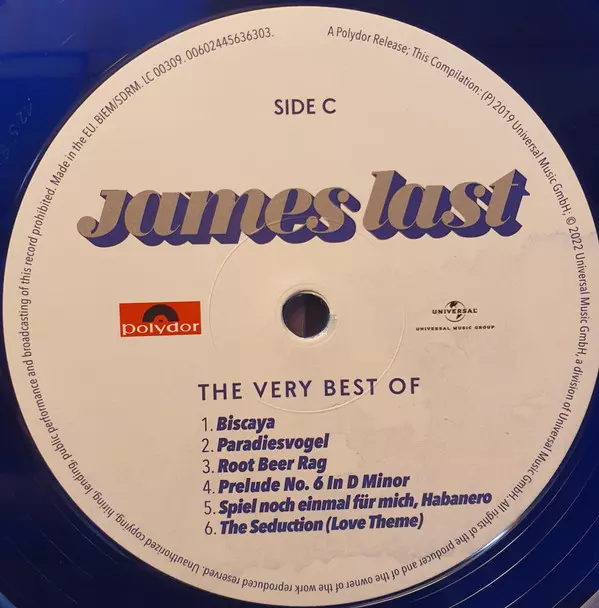 SIDE C
James Last
polydor
UNIVERSAL
UNIVERSAL MUSIC GROUP
THE VERY BEST OF
1. Biscaya
2. Paradiesvogel
3. Root Beer Rag
4. Prelude No. 6 In D Minor
5. Spiel noch einmal für mich, Habanero
6. The Seduction (Love Theme)
A Polydor Release; This Compilation: (P) 2019 Universal Music GmbH; © 2022 Universal Music GmbH, a division of Universal Music GmbH. All rights of the producer and of the owner of the work reproduced reserved. Unauthorized copying, hiring, lending, public performance and broadcasting of this record prohibited. Made in the EU. BIEM/SDRM. LC 00309. 00602445636303.